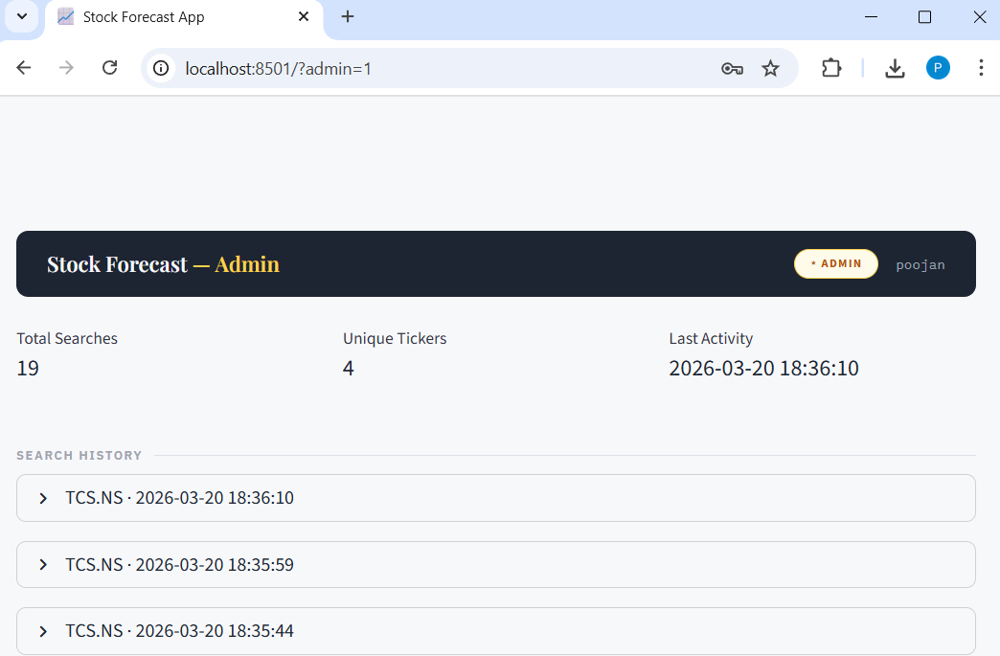 Stock Forecast App
localhost:8501/?admin=1
P
Stock Forecast — Admin
★ ADMIN
poojan
Total Searches
Unique Tickers
Last Activity
19
4
2026-03-20 18:36:10
SEARCH HISTORY
TCS.NS · 2026-03-20 18:36:10
TCS.NS · 2026-03-20 18:35:59
TCS.NS · 2026-03-20 18:35:44